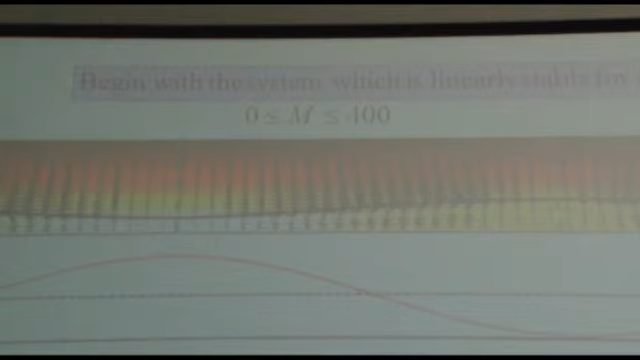 Begin with the system which is linearly stable for
0 ≤ M ≤ 400